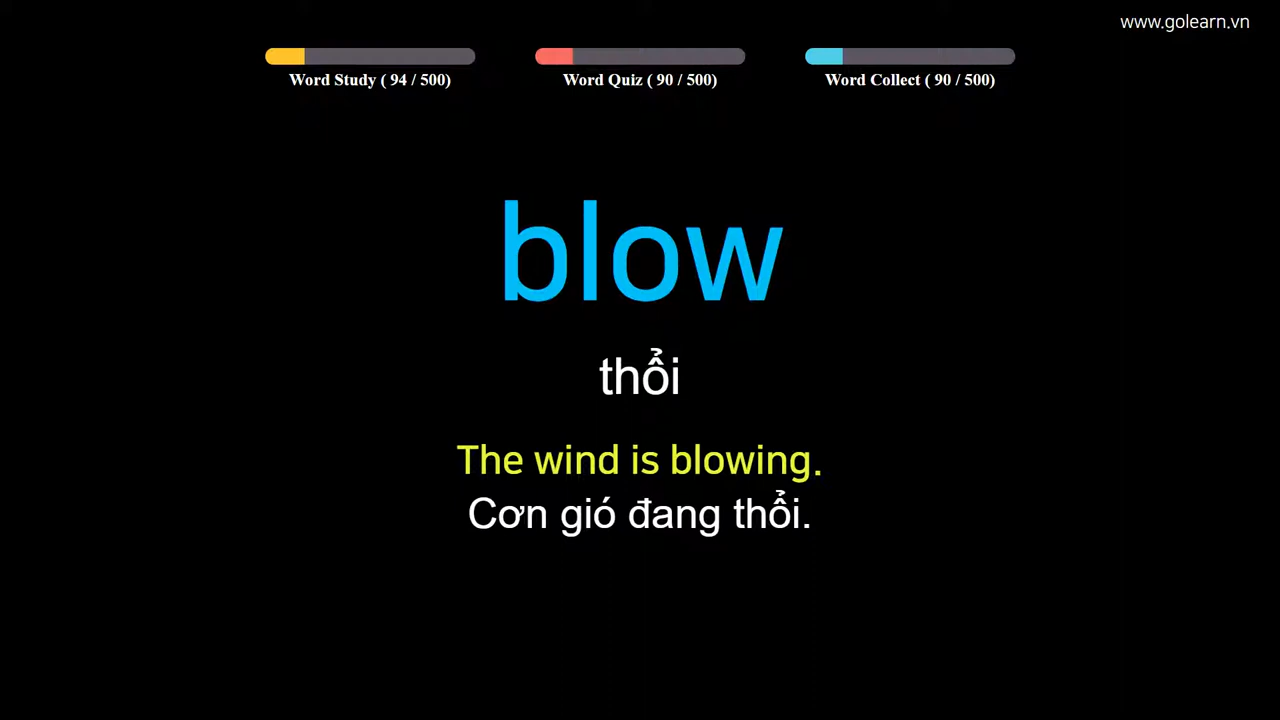 www.golearn.vn
Word Study ( 94 / 500)
Word Quiz ( 90 / 500)
Word Collect ( 90 / 500)
blow
thổi
The wind is blowing.
Cơn gió đang thổi.